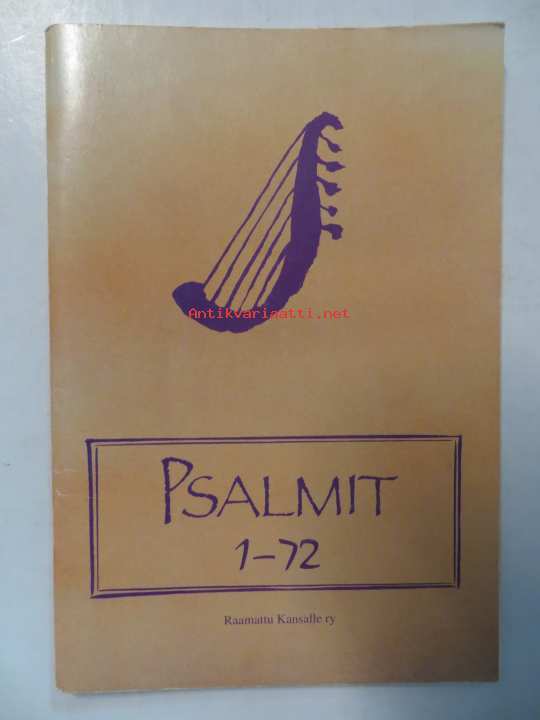 Antikvariaatti.net
PSALMIT
1-72
Raamattu Kansalle ry